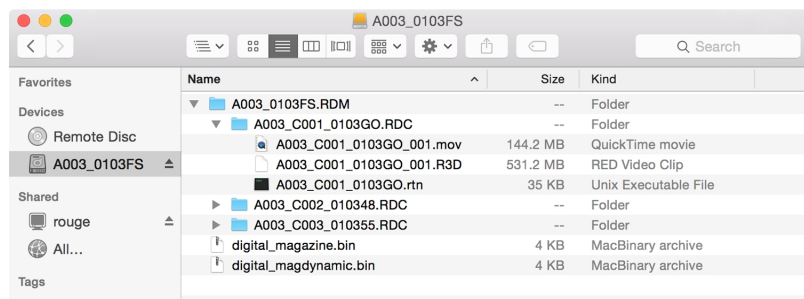 A003_0103FS
Search
Favorites
Devices
Remote Disc
A003_0103FS
Shared
rouge
All...
Tags
Name Size Kind
A003_0103FS.RDM -- Folder
A003_C001_0103GO.RDC -- Folder
A003_C001_0103GO_001.mov 144.2 MB QuickTime movie
A003_C001_0103GO_001.R3D 531.2 MB RED Video Clip
A003_C001_0103GO.rtn 35 KB Unix Executable File
A003_C002_010348.RDC -- Folder
A003_C003_010355.RDC -- Folder
digital_magazine.bin 4 KB MacBinary archive
digital_magdynamic.bin 4 KB MacBinary archive